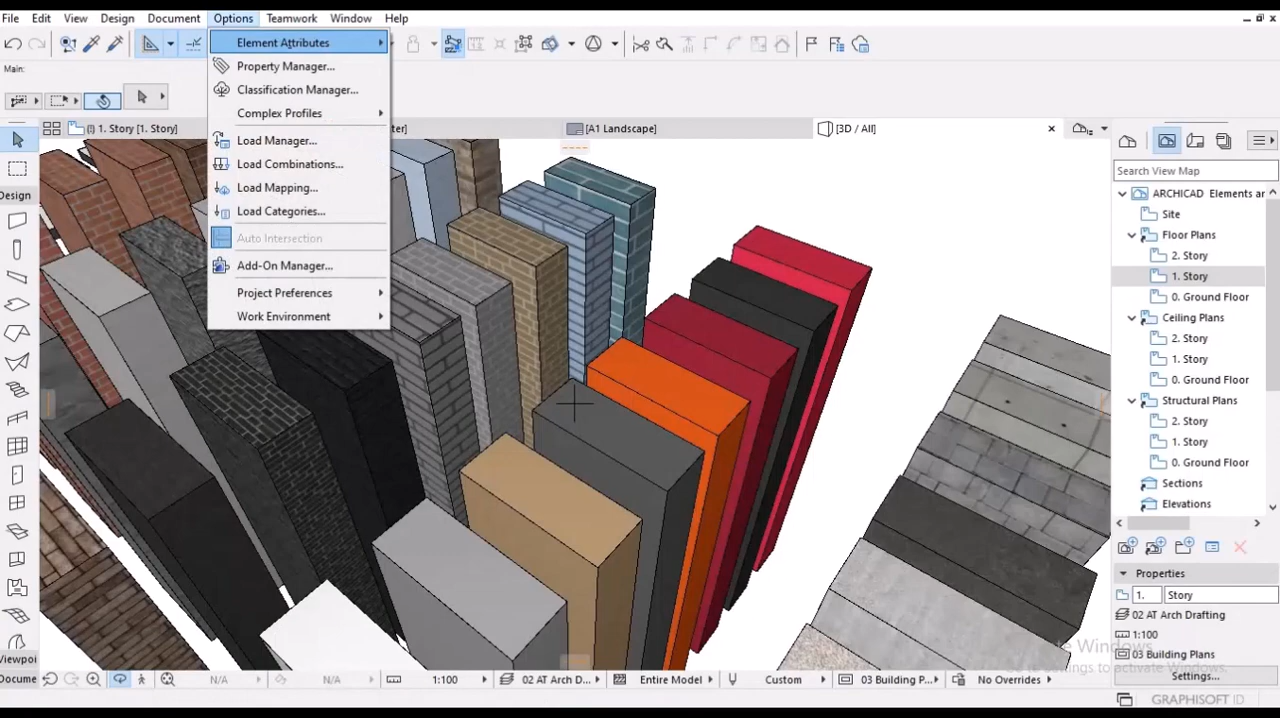 File Edit View Design Document Options Teamwork Window Help
Element Attributes
Property Manager...
Classification Manager...
Complex Profiles
Load Manager...
Load Combinations...
Load Mapping...
Load Categories...
Auto Intersection
Add-On Manager...
Project Preferences
Work Environment
Main:
(!) 1. Story [1. Story]
[A1 Landscape]
[3D / All]
Design
Viewpoi
Docume
Search View Map
ARCHICAD Elements ar
Site
Floor Plans
2. Story
1. Story
0. Ground Floor
Ceiling Plans
2. Story
1. Story
0. Ground Floor
Structural Plans
2. Story
1. Story
0. Ground Floor
Sections
Elevations
Properties
1. Story
02 AT Arch Drafting
1:100
03 Building Plans
Settings...
N/A N/A 1:100 02 AT Arch D... Entire Model Custom 03 Building P... No Overrides
GRAPHISOFT ID